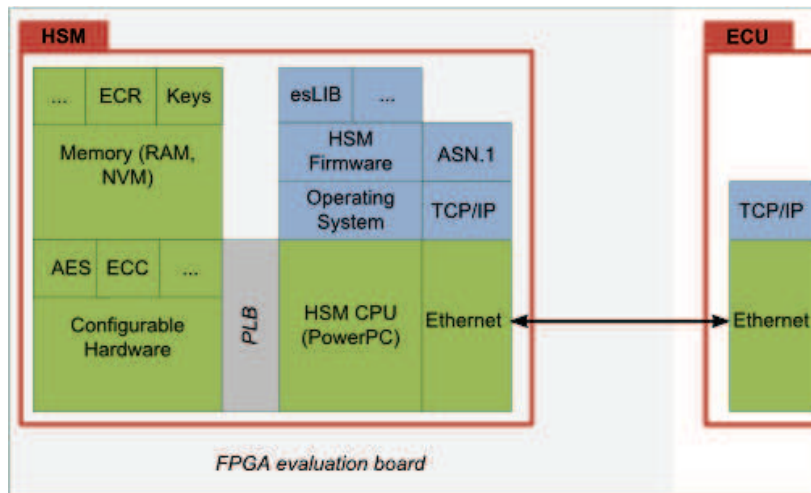 HSM
ECU
... ECR Keys
esLIB ...
Memory (RAM,
NVM)
HSM
Firmware
ASN.1
Operating
System
TCP/IP
TCP/IP
AES ECC ...
PLB
Configurable
Hardware
HSM CPU
(PowerPC)
Ethernet
Ethernet
FPGA evaluation board